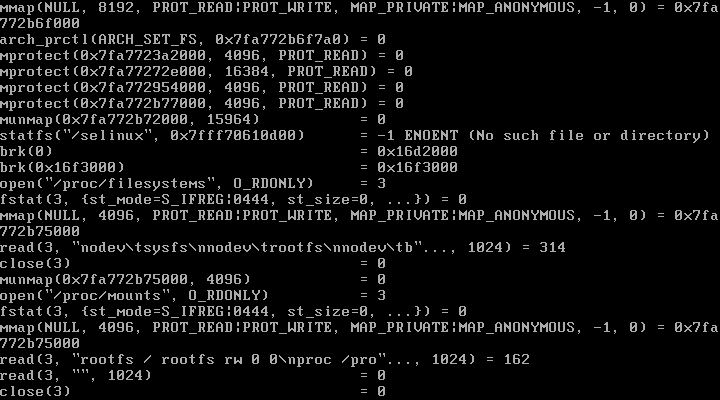 mmap(NULL, 8192, PROT_READ|PROT_WRITE, MAP_PRIVATE|MAP_ANONYMOUS, -1, 0) = 0x7fa
772b6f000
arch_prctl(ARCH_SET_FS, 0x7fa772b6f7a0) = 0
mprotect(0x7fa7723a2000, 4096, PROT_READ) = 0
mprotect(0x7fa77272e000, 16384, PROT_READ) = 0
mprotect(0x7fa772954000, 4096, PROT_READ) = 0
mprotect(0x7fa772b77000, 4096, PROT_READ) = 0
munmap(0x7fa772b72000, 15964)           = 0
statfs("/selinux", 0x7fff70610d00)      = -1 ENOENT (No such file or directory)
brk(0)                                  = 0x16d2000
brk(0x16f3000)                          = 0x16f3000
open("/proc/filesystems", O_RDONLY)     = 3
fstat(3, {st_mode=S_IFREG|0444, st_size=0, ...}) = 0
mmap(NULL, 4096, PROT_READ|PROT_WRITE, MAP_PRIVATE|MAP_ANONYMOUS, -1, 0) = 0x7fa
772b75000
read(3, "nodev\tsysfs\nnodev\trootfs\nnodev\tb"..., 1024) = 314
close(3)                                = 0
munmap(0x7fa772b75000, 4096)            = 0
open("/proc/mounts", O_RDONLY)          = 3
fstat(3, {st_mode=S_IFREG|0444, st_size=0, ...}) = 0
mmap(NULL, 4096, PROT_READ|PROT_WRITE, MAP_PRIVATE|MAP_ANONYMOUS, -1, 0) = 0x7fa
772b75000
read(3, "rootfs / rootfs rw 0 0\nproc /pro"..., 1024) = 162
read(3, "", 1024)                       = 0
close(3)                                = 0